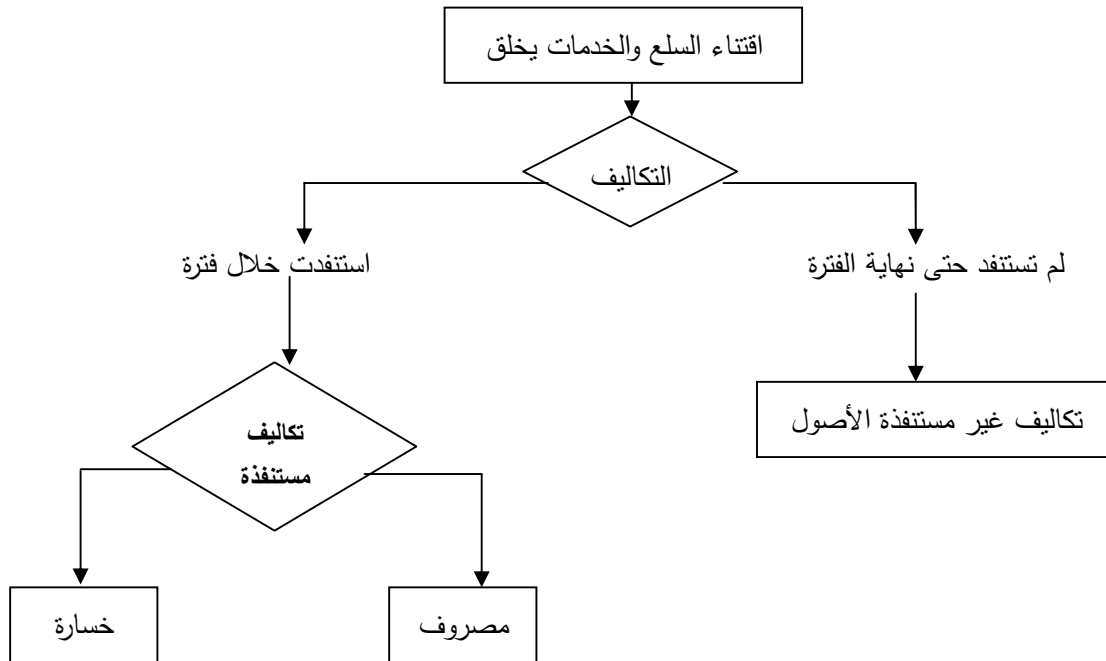 اقتناء السلع والخدمات يخلق
التكاليف
لم تستنفد حتى نهاية الفترة
استنفدت خلال فترة
تكاليف غير مستنفذة الأصول
تكاليف
مستنفذة
مصروف
خسارة